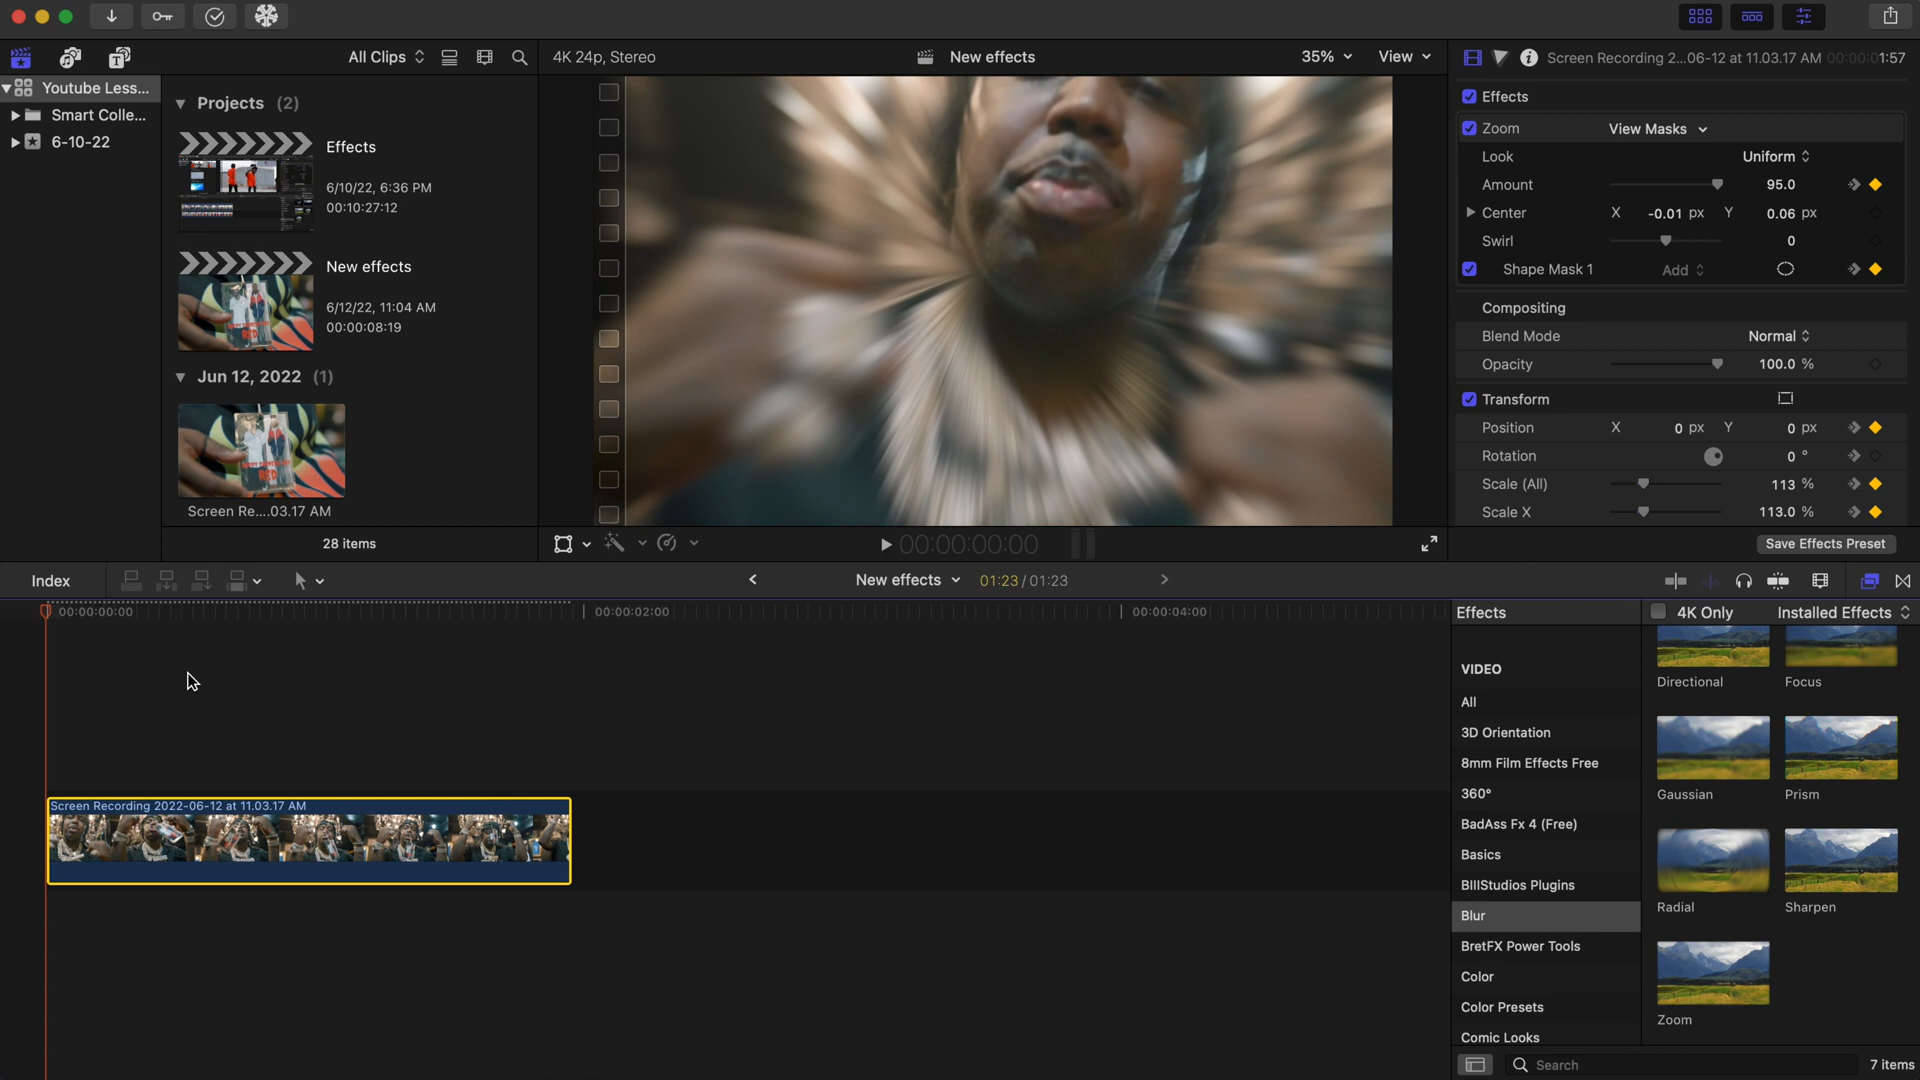 All Clips
4K 24p, Stereo
New effects
35%
View
Screen Recording 2...06-12 at 11.03.17 AM
00:00:01:57
Youtube Less...
Smart Colle...
6-10-22
Projects (2)
Effects
6/10/22, 6:36 PM
00:10:27:12
New effects
6/12/22, 11:04 AM
00:00:08:19
Jun 12, 2022 (1)
RED
Screen Re....03.17 AM
28 items
00:00:00:00
Effects
Zoom
View Masks
Look
Uniform
Amount
95.0
Center
X -0.01 px Y 0.06 px
Swirl
0
Shape Mask 1
Add
Compositing
Blend Mode
Normal
Opacity
100.0 %
Transform
Position
X 0 px Y 0 px
Rotation
0 °
Scale (All)
113 %
Scale X
113.0 %
Save Effects Preset
Index
New effects
01:23 / 01:23
00:00:00:00
00:00:02:00
00:00:04:00
Screen Recording 2022-06-12 at 11.03.17 AM
Effects
4K Only
Installed Effects
VIDEO
All
3D Orientation
8mm Film Effects Free
360°
BadAss Fx 4 (Free)
Basics
BIIIStudios Plugins
Blur
BretFX Power Tools
Color
Color Presets
Comic Looks
Directional
Focus
Gaussian
Prism
Radial
Sharpen
Zoom
Search
7 items